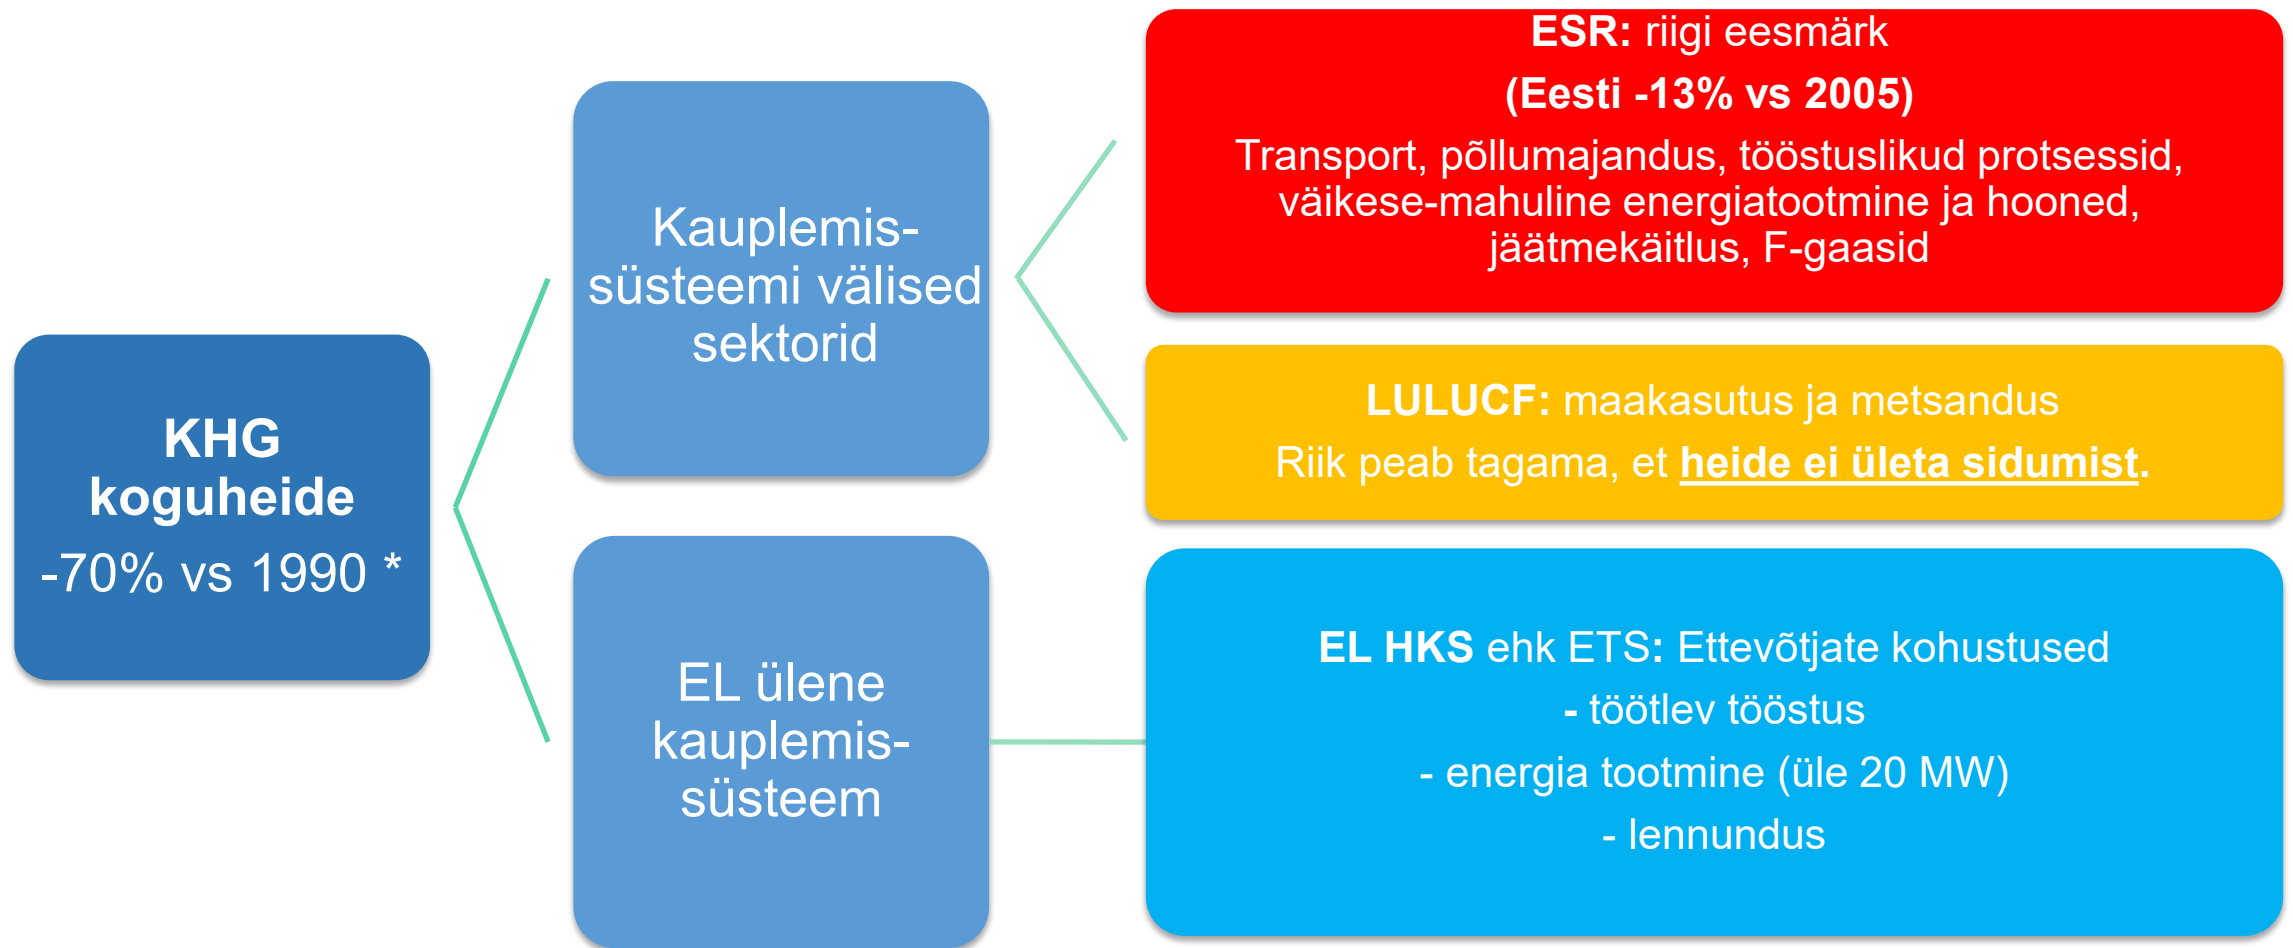 KHG
koguheide
-70% vs 1990 *
Kauplemis-
süsteemi välised
sektorid
EL ülene
kauplemis-
süsteem
ESR: riigi eesmärk
(Eesti -13% vs 2005)
Transport, põllumajandus, tööstuslikud protsessid,
väikese-mahuline energiatootmine ja hooned,
jäätmekäitlus, F-gaasid
LULUCF: maakasutus ja metsandus
Riik peab tagama, et heide ei ületa sidumist.
EL HKS ehk ETS: Ettevõtjate kohustused
- töötlev tööstus
- energia tootmine (üle 20 MW)
- lennundus